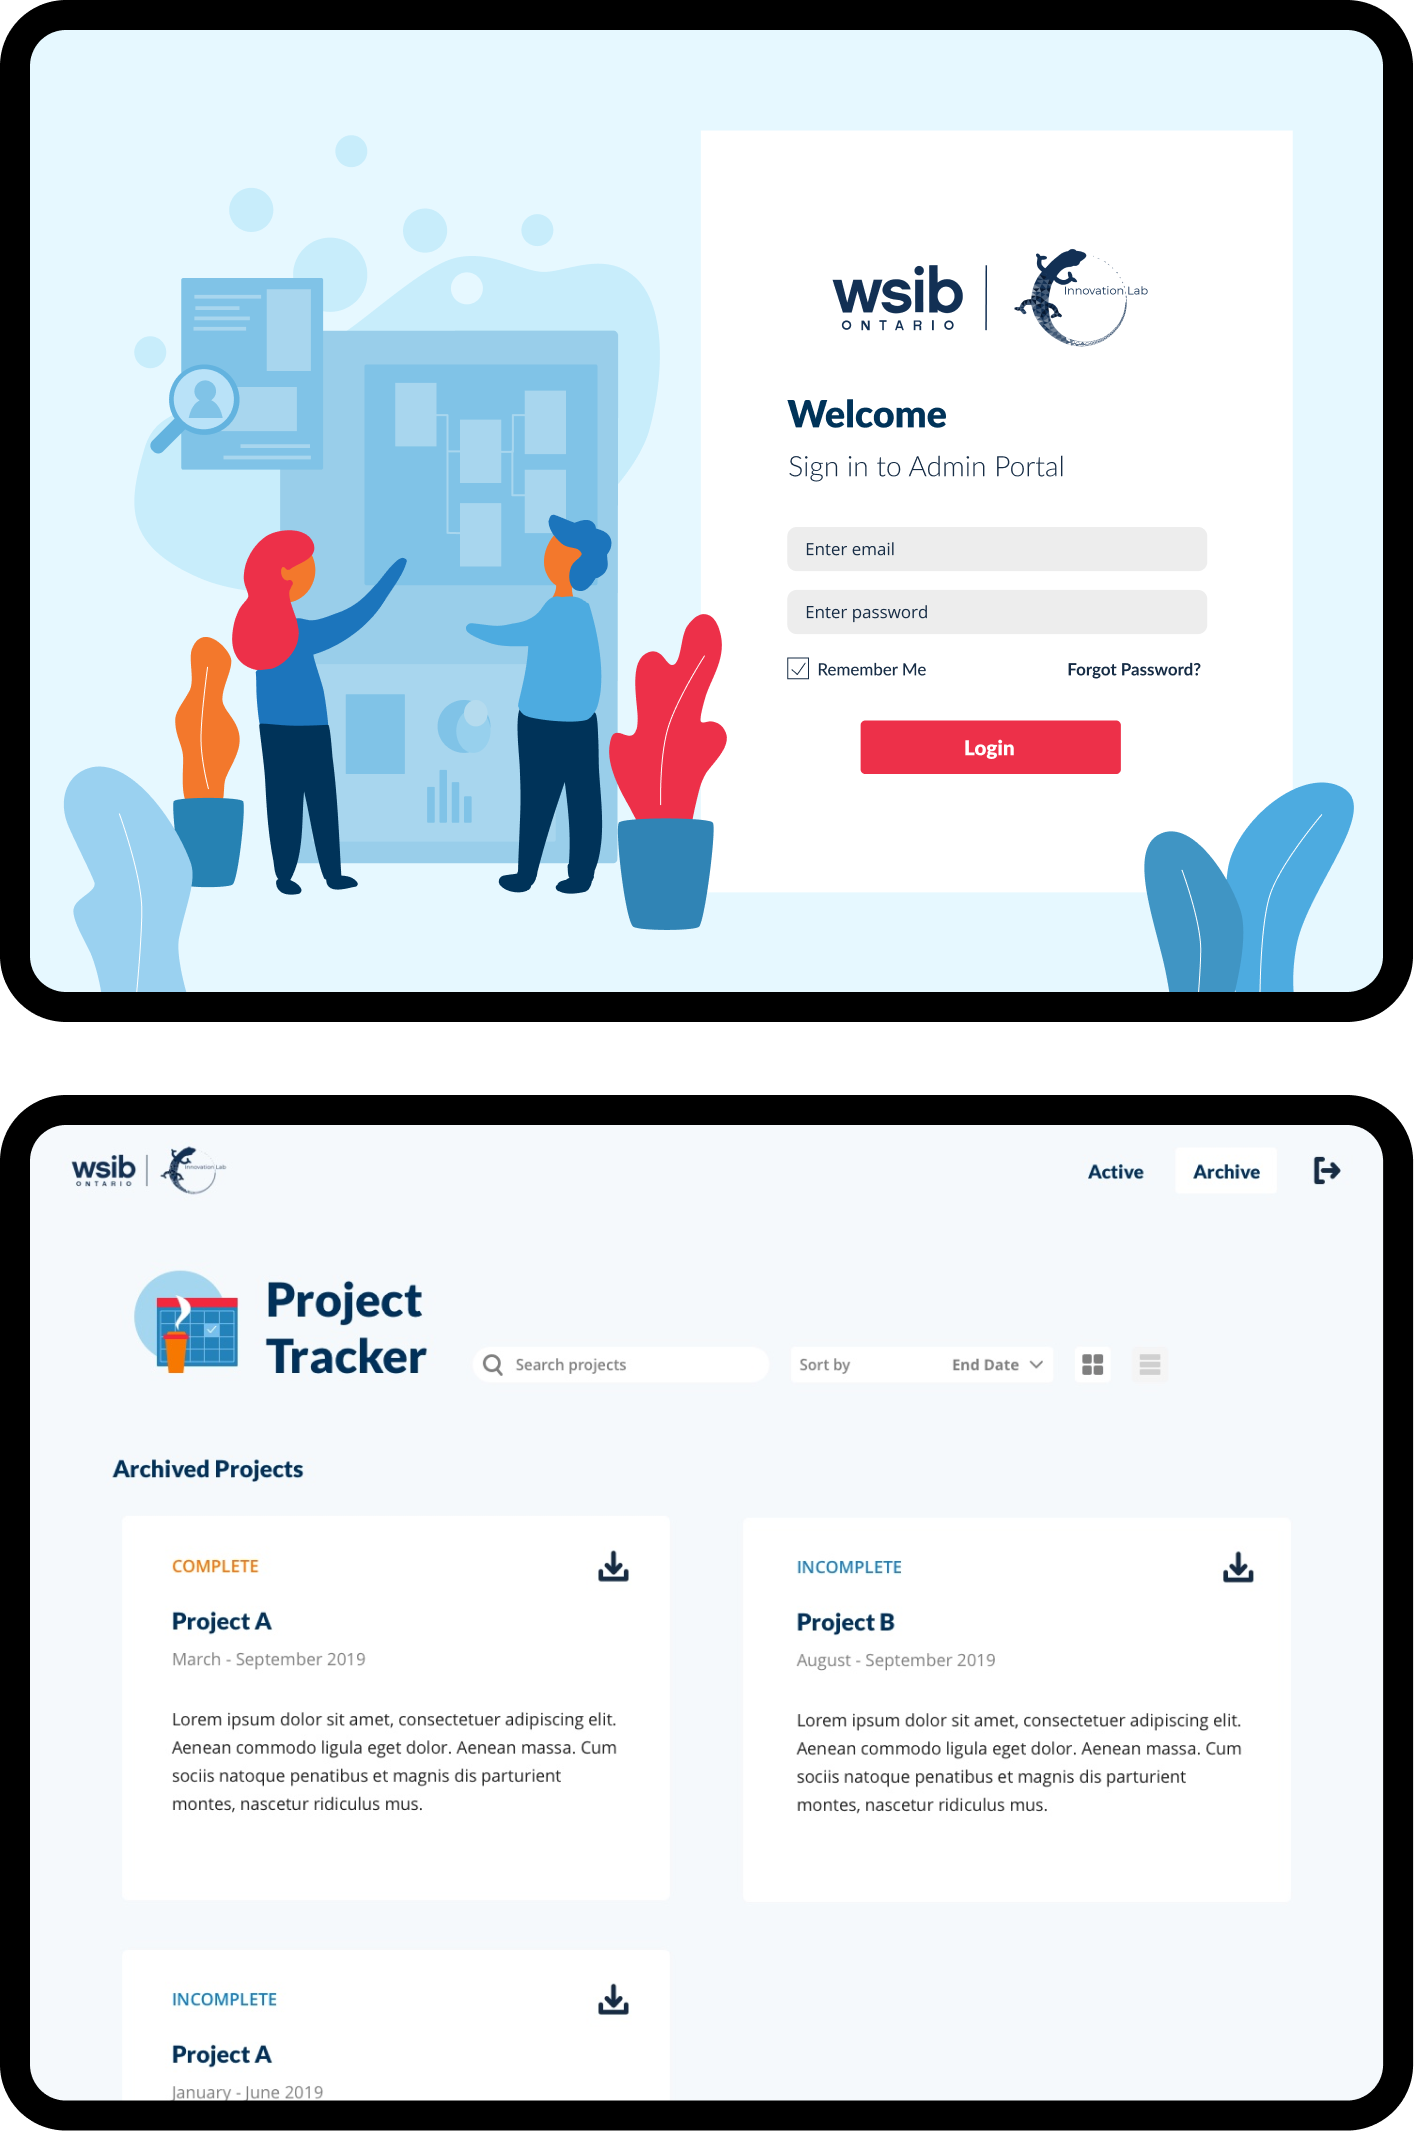 wsib
ONTARIO
Innovation Lab
Welcome
Sign in to Admin Portal
Enter email
Enter password
Remember Me
Forgot Password?
Login
wsib
ONTARIO
Innovation Lab
Active
Archive
Project
Tracker
Search projects
Sort by
End Date
Archived Projects
COMPLETE
Project A
March - September 2019
Lorem ipsum dolor sit amet, consectetuer adipiscing elit.
Aenean commodo ligula eget dolor. Aenean massa. Cum
sociis natoque penatibus et magnis dis parturient
montes, nascetur ridiculus mus.
INCOMPLETE
Project B
August - September 2019
Lorem ipsum dolor sit amet, consectetuer adipiscing elit.
Aenean commodo ligula eget dolor. Aenean massa. Cum
sociis natoque penatibus et magnis dis parturient
montes, nascetur ridiculus mus.
INCOMPLETE
Project A
January - June 2019